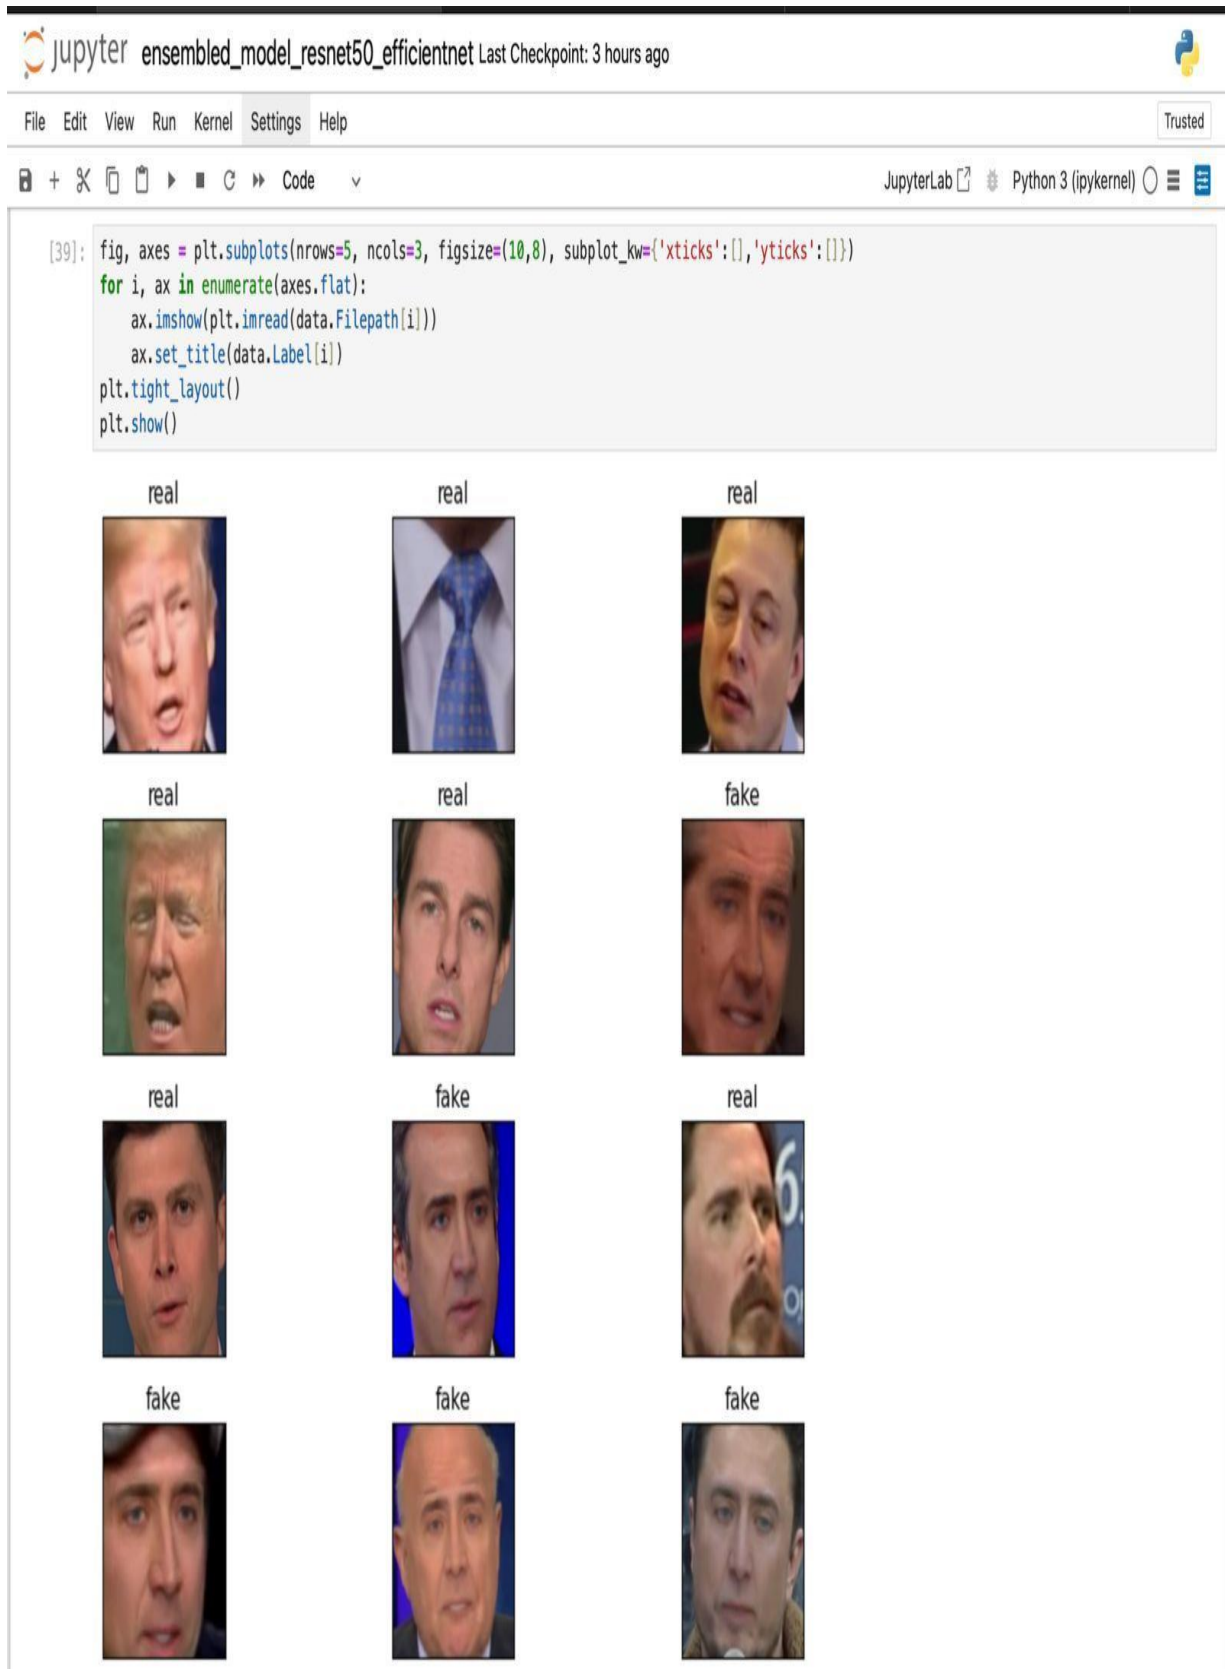 jupyter ensembled_model_resnet50_efficientnet Last Checkpoint: 3 hours ago
File Edit View Run Kernel Settings Help Trusted
Code JupyterLab Python 3 (ipykernel)
[39]: fig, axes = plt.subplots(nrows=5, ncols=3, figsize=(10,8), subplot_kw={'xticks':[],'yticks':[]})
for i, ax in enumerate(axes.flat):
    ax.imshow(plt.imread(data.Filepath[i]))
    ax.set_title(data.Label[i])
plt.tight_layout()
plt.show()
real real real
real real fake
real fake real
6.
fake fake fake